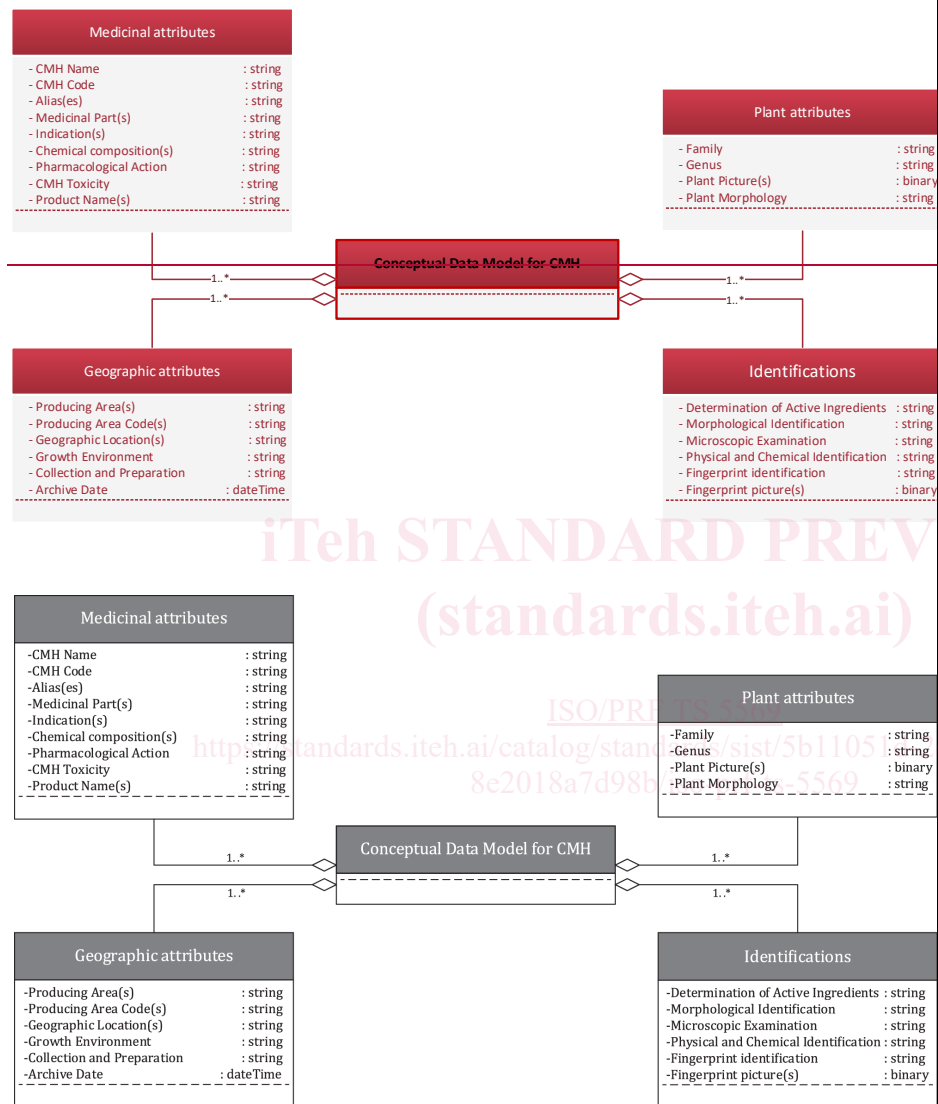 Medicinal attributes
- CMH Name : string
- CMH Code : string
- Alias(es) : string
- Medicinal Part(s) : string
- Indication(s) : string
- Chemical composition(s) : string
- Pharmacological Action : string
- CMH Toxicity : string
- Product Name(s) : string
Plant attributes
- Family : string
- Genus : string
- Plant Picture(s) : binary
- Plant Morphology : string
Conceptual Data Model for CMH
1..*
1..*
1..*
1..*
Geographic attributes
- Producing Area(s) : string
- Producing Area Code(s) : string
- Geographic Location(s) : string
- Growth Environment : string
- Collection and Preparation : string
- Archive Date : dateTime
Identifications
- Determination of Active Ingredients : string
- Morphological Identification : string
- Microscopic Examination : string
- Physical and Chemical Identification : string
- Fingerprint identification : string
- Fingerprint picture(s) : binary
iTeh STANDARD PREV
(standards.iteh.ai)
Medicinal attributes
-CMH Name : string
-CMH Code : string
-Alias(es) : string
-Medicinal Part(s) : string
-Indication(s) : string
-Chemical composition(s) : string
-Pharmacological Action : string
-CMH Toxicity : string
-Product Name(s) : string
Plant attributes
-Family : string
-Genus : string
-Plant Picture(s) : binary
-Plant Morphology : string
ISO/PRF TS 5569
8e2018a7d98b
-5569
Conceptual Data Model for CMH
1..*
1..*
1..*
1..*
Geographic attributes
-Producing Area(s) : string
-Producing Area Code(s) : string
-Geographic Location(s) : string
-Growth Environment : string
-Collection and Preparation : string
-Archive Date : dateTime
Identifications
-Determination of Active Ingredients : string
-Morphological Identification : string
-Microscopic Examination : string
-Physical and Chemical Identification : string
-Fingerprint identification : string
-Fingerprint picture(s) : binary